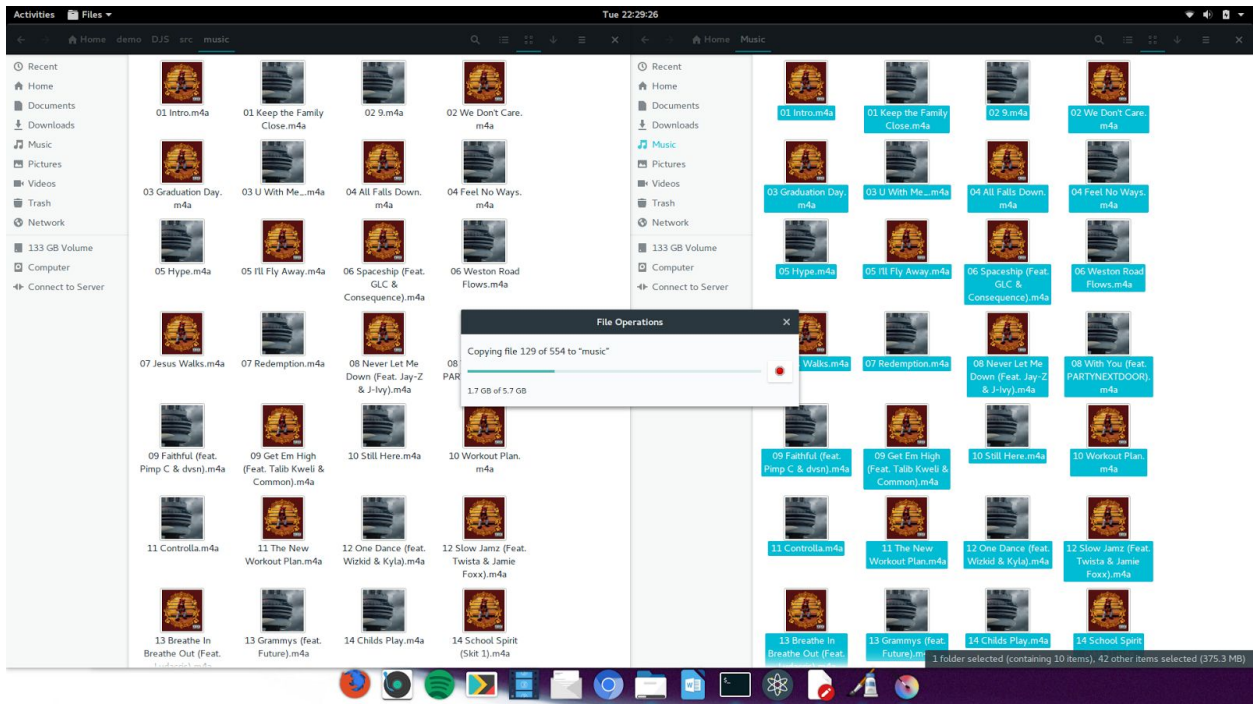 Activities Files Tue 22:29:26
Home demo DJS src music
Recent
Home
Documents
Downloads
Music
Pictures
Videos
Trash
Network
133 GB Volume
Computer
Connect to Server
01 Intro.m4a
01 Keep the Family
Close.m4a
02 9.m4a
02 We Don't Care.
m4a
03 Graduation Day.
m4a
03 U With Me_.m4a
04 All Falls Down.
m4a
04 Feel No Ways.
m4a
05 Hype.m4a
05 I'll Fly Away.m4a
06 Spaceship (Feat.
GLC &
Consequence).m4a
06 Weston Road
Flows.m4a
07 Jesus Walks.m4a
07 Redemption.m4a
08 Never Let Me
Down (Feat. Jay-Z
& J-Ivy).m4a
08
PAR
09 Faithful (feat.
Pimp C & dvsn).m4a
09 Get Em High
(Feat. Talib Kweli &
Common).m4a
10 Still Here.m4a
10 Workout Plan.
m4a
11 Controlla.m4a
11 The New
Workout Plan.m4a
12 One Dance (feat.
Wizkid & Kyla).m4a
12 Slow Jamz (Feat.
Twista & Jamie
Foxx).m4a
13 Breathe In
Breathe Out (Feat.
13 Grammys (feat.
Future).m4a
14 Childs Play.m4a
14 School Spirit
(Skit 1).m4a
File Operations
Copying file 129 of 554 to “music”
1.7 GB of 5.7 GB
Home Music
Recent
Home
Documents
Downloads
Music
Pictures
Videos
Trash
Network
133 GB Volume
Computer
Connect to Server
01 Intro.m4a
01 Keep the Family
Close.m4a
02 9.m4a
02 We Don't Care.
m4a
03 Graduation Day.
m4a
03 U With Me_.m4a
04 All Falls Down.
m4a
04 Feel No Ways.
m4a
05 Hype.m4a
05 I'll Fly Away.m4a
06 Spaceship (Feat.
GLC &
Consequence).m4a
06 Weston Road
Flows.m4a
Walks.m4a
07 Redemption.m4a
08 Never Let Me
Down (Feat. Jay-Z
& J-Ivy).m4a
08 With You (feat.
PARTYNEXTDOOR).
m4a
09 Faithful (feat.
Pimp C & dvsn).m4a
09 Get Em High
(Feat. Talib Kweli &
Common).m4a
10 Still Here.m4a
10 Workout Plan.
m4a
11 Controlla.m4a
11 The New
Workout Plan.m4a
12 One Dance (feat.
Wizkid & Kyla).m4a
12 Slow Jamz (Feat.
Twista & Jamie
Foxx).m4a
13 Breathe In
Breathe Out (Feat.
13 Grammys (feat.
Future).m
14 Childs Play.m4a
14 School Spirit
1 folder selected (containing 10 items), 42 other items selected (375.3 MB)